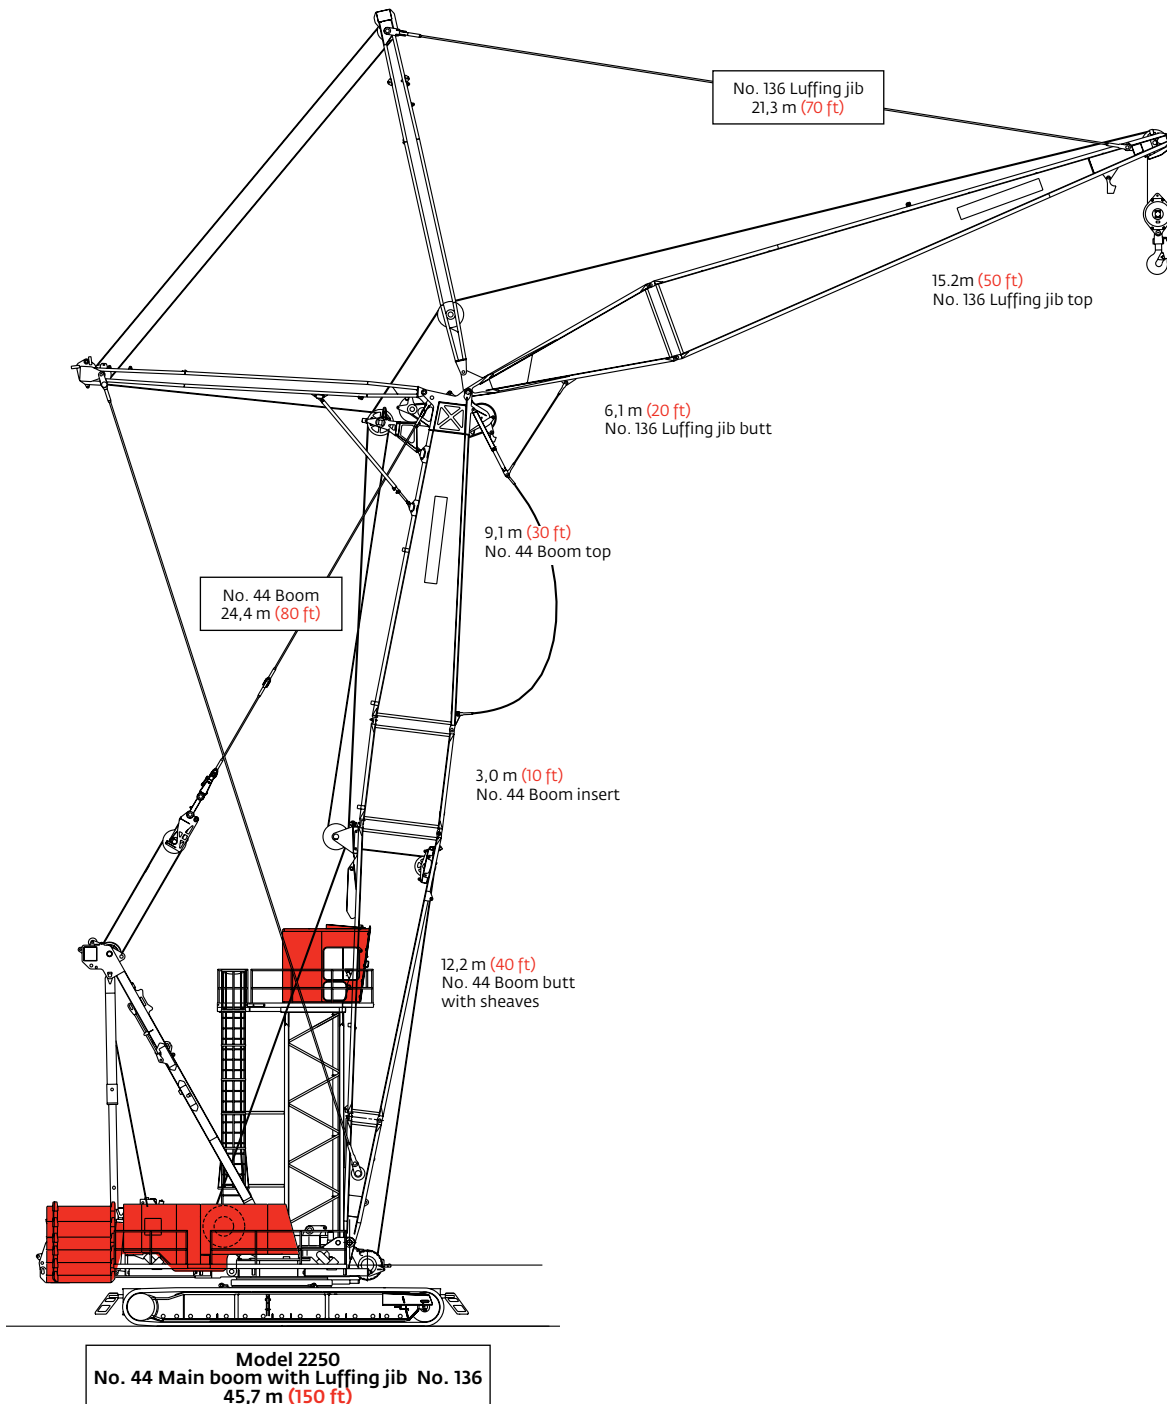 No. 136 Luffing jib
21,3 m (70 ft)
15.2m (50 ft)
No. 136 Luffing jib top
6,1 m (20 ft)
No. 136 Luffing jib butt
9,1 m (30 ft)
No. 44 Boom top
No. 44 Boom
24,4 m (80 ft)
3,0 m (10 ft)
No. 44 Boom insert
12,2 m (40 ft)
No. 44 Boom butt
with sheaves
Model 2250
No. 44 Main boom with Luffing jib No. 136
45,7 m (150 ft)